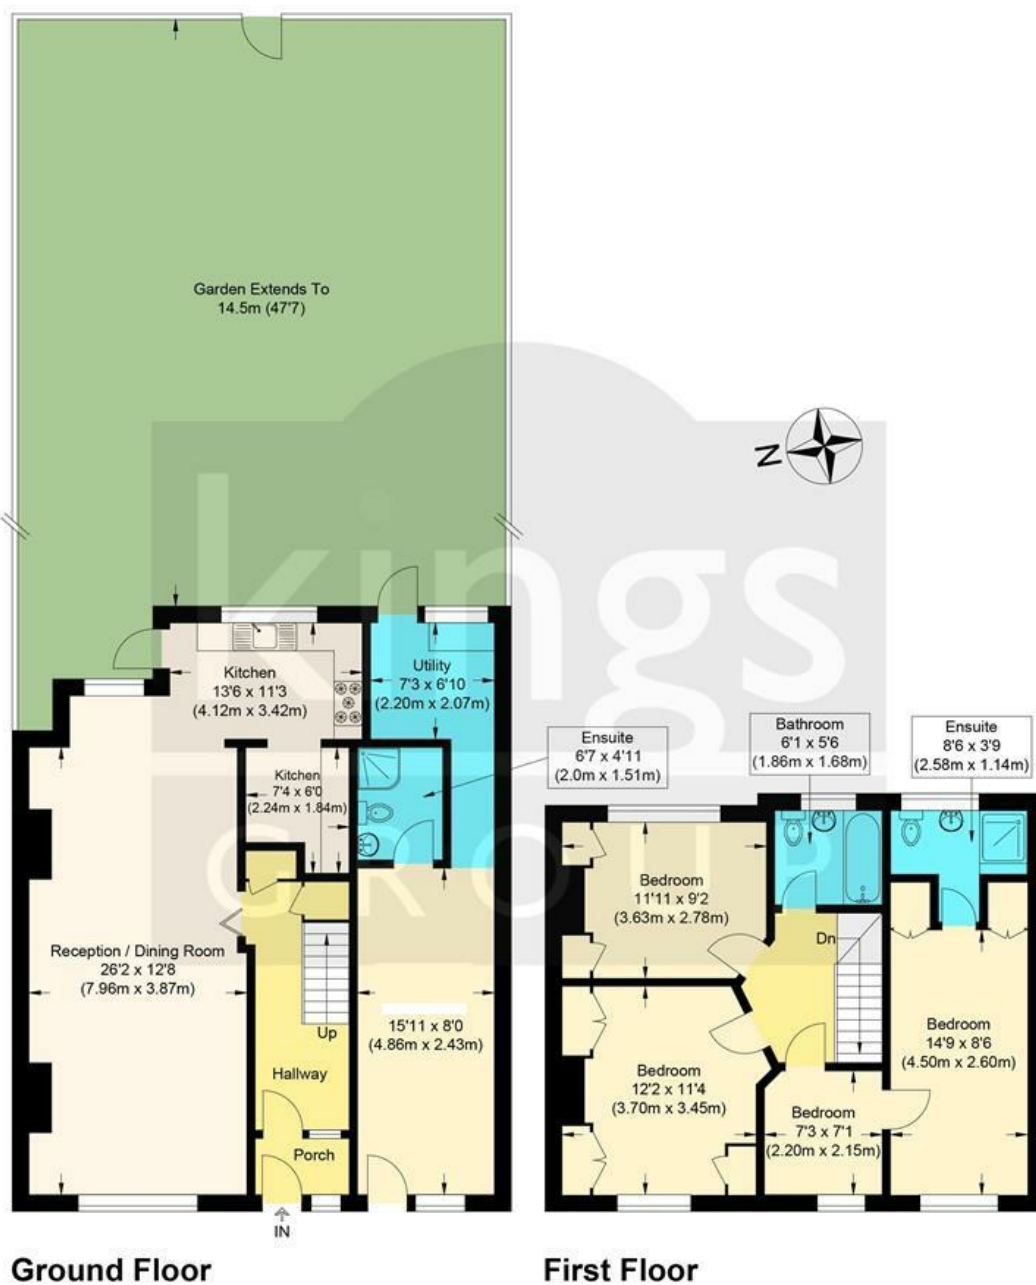 Garden Extends To
14.5m (47'7)
N
kings
GROUP
Kitchen
13'6 x 11'3
(4.12m x 3.42m)
Utility
7'3 x 6'10
(2.20m x 2.07m)
Ensuite
6'7 x 4'11
(2.0m x 1.51m)
Bathroom
6'1 x 5'6
(1.86m x 1.68m)
Ensuite
8'6 x 3'9
(2.58m x 1.14m)
Kitchen
7'4 x 6'0
(2.24m x 1.84m)
Reception / Dining Room
26'2 x 12'8
(7.96m x 3.87m)
Up
Hallway
Porch
IN
15'11 x 8'0
(4.86m x 2.43m)
Bedroom
11'11 x 9'2
(3.63m x 2.78m)
Dn
Bedroom
14'9 x 8'6
(4.50m x 2.60m)
Bedroom
12'2 x 11'4
(3.70m x 3.45m)
Bedroom
7'3 x 7'1
(2.20m x 2.15m)
Ground Floor
First Floor